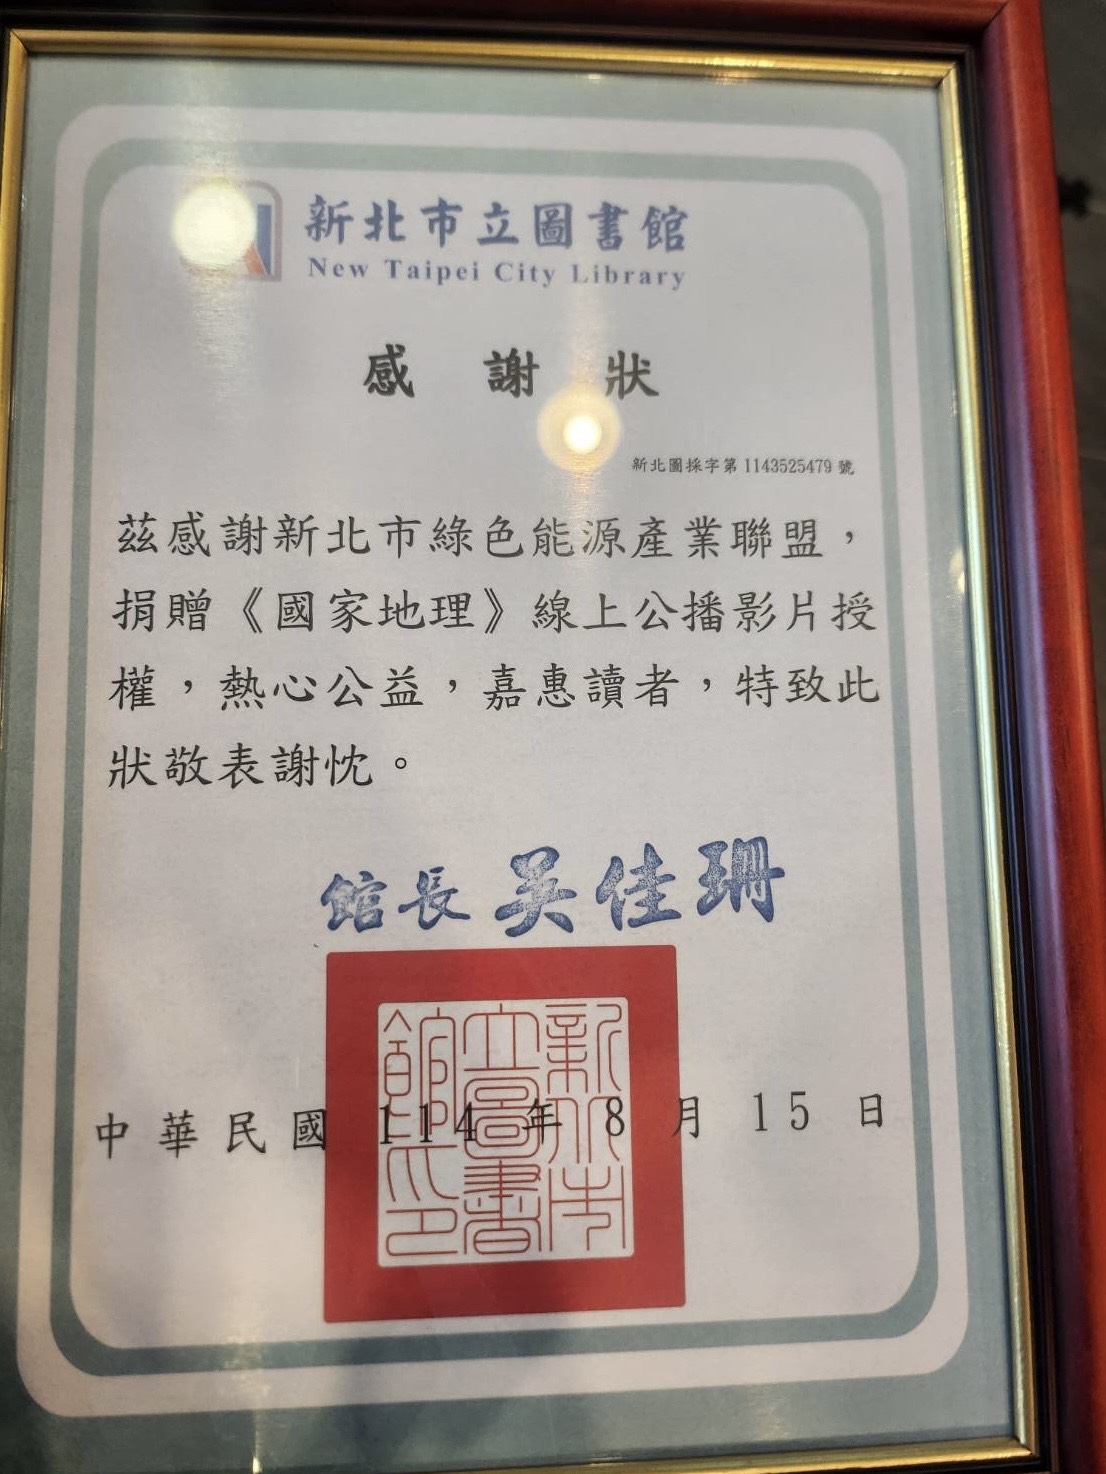 新北市立圖書館
New Taipei City Library
感謝狀
新北圖採字第1143525479號
茲感謝新北市綠色能源產業聯盟，
捐贈《國家地理》線上公播影片授
權，熱心公益，嘉惠讀者，特致此
狀敬表謝忱。
館長 吳佳珊
中華民國 114 年 8 月 15 日
新北市立圖書館印